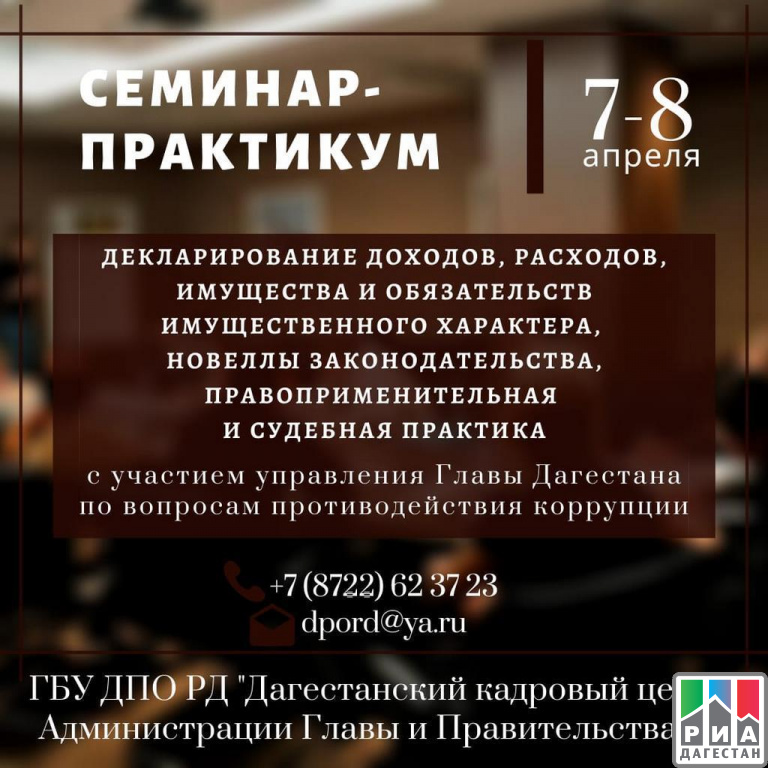 СЕМИНАР-
ПРАКТИКУМ
7-8
апреля
ДЕКЛАРИРОВАНИЕ ДОХОДОВ, РАСХОДОВ,
ИМУЩЕСТВА И ОБЯЗАТЕЛЬСТВ
ИМУЩЕСТВЕННОГО ХАРАКТЕРА,
НОВЕЛЛЫ ЗАКОНОДАТЕЛЬСТВА,
ПРАВОПРИМЕНИТЕЛЬНАЯ
И СУДЕБНАЯ ПРАКТИКА
с участием управления Главы Дагестана
по вопросам противодействия коррупции
+7 (8722) 62 37 23
dpord@ya.ru
ГБУ ДПО РД "Дагестанский кадровый це
Администрации Главы и Правительства
РИА
ДАГЕСТАН